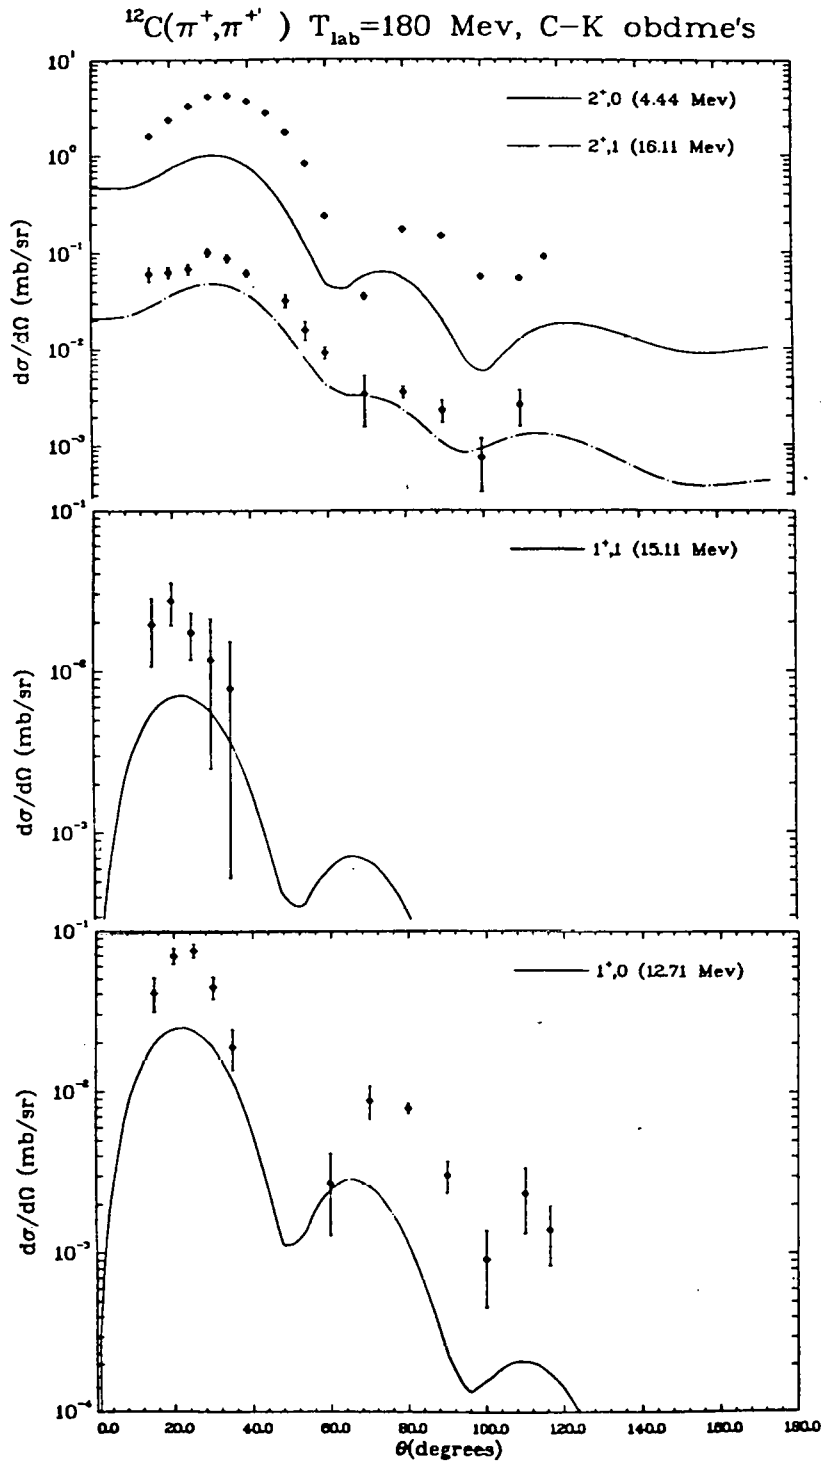 ¹²C(π⁺,π⁺' ) T_lab=180 Mev, C-K obdme's
10¹
10⁰
10⁻¹
10⁻²
10⁻³
dσ/dΩ (mb/sr)
2⁺,0 (4.44 Mev)
2⁺,1 (16.11 Mev)
10⁻¹
10⁻²
10⁻³
dσ/dΩ (mb/sr)
1⁺,1 (15.11 Mev)
10⁻¹
10⁻²
10⁻³
10⁻⁴
dσ/dΩ (mb/sr)
1⁺,0 (12.71 Mev)
0.0 20.0 40.0 60.0 80.0 100.0 120.0 140.0 160.0 180.0
θ(degrees)